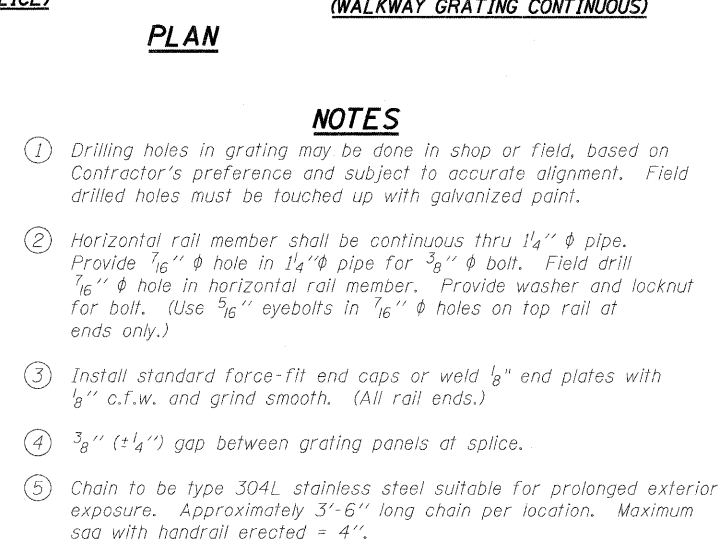 (WALKWAY GRATING CONTINUOUS)
PLAN
NOTES
① Drilling holes in grating may be done in shop or field, based on
Contractor's preference and subject to accurate alignment. Field
drilled holes must be touched up with galvanized paint.
② Horizontal rail member shall be continuous thru 1 1/4'' ϕ pipe.
Provide 7/16'' ϕ hole in 1 1/4''ϕ pipe for 3/8'' ϕ bolt. Field drill
7/16'' ϕ hole in horizontal rail member. Provide washer and locknut
for bolt. (Use 5/16'' eyebolts in 7/16'' ϕ holes on top rail at
ends only.)
③ Install standard force-fit end caps or weld 1/8" end plates with
1/8'' c.f.w. and grind smooth. (All rail ends.)
④ 3/8'' (±1/4'') gap between grating panels at splice.
⑤ Chain to be type 304L stainless steel suitable for prolonged exterior
exposure. Approximately 3'-6'' long chain per location. Maximum
sag with handrail erected = 4''.